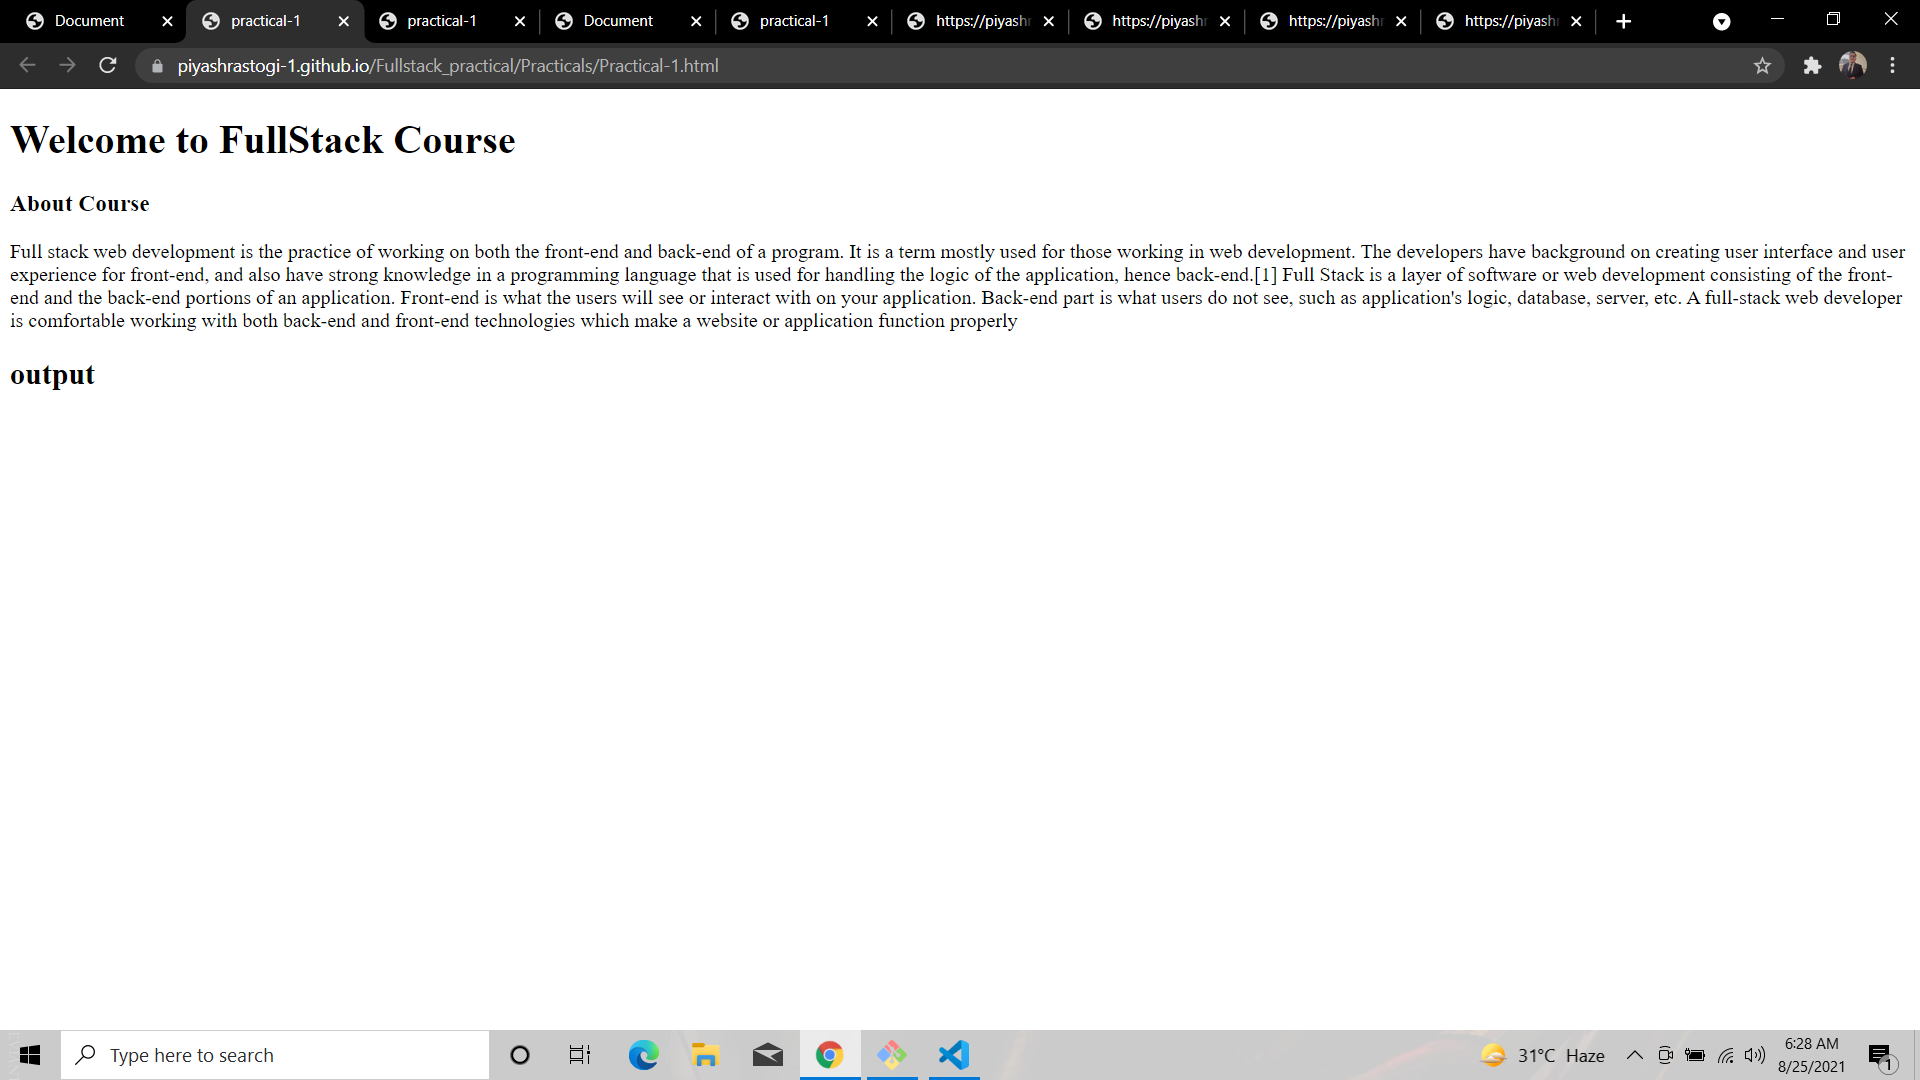 Document
practical-1
practical-1
Document
practical-1
https://piyash
https://piyash
https://piyash
https://piyash
piyashrastogi-1.github.io/Fullstack_practical/Practicals/Practical-1.html
Welcome to FullStack Course
About Course
Full stack web development is the practice of working on both the front-end and back-end of a program. It is a term mostly used for those working in web development. The developers have background on creating user interface and user
experience for front-end, and also have strong knowledge in a programming language that is used for handling the logic of the application, hence back-end.[1] Full Stack is a layer of software or web development consisting of the front-
end and the back-end portions of an application. Front-end is what the users will see or interact with on your application. Back-end part is what users do not see, such as application's logic, database, server, etc. A full-stack web developer
is comfortable working with both back-end and front-end technologies which make a website or application function properly
output
Type here to search
31°C Haze
6:28 AM
8/25/2021
1